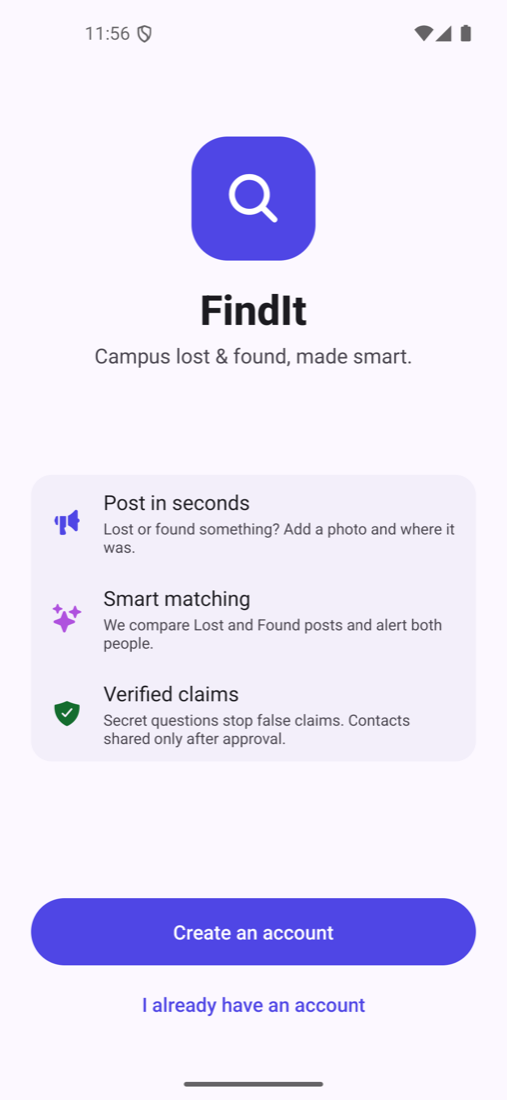 11:56
FindIt
Campus lost & found, made smart.
Post in seconds
Lost or found something? Add a photo and where it
was.
Smart matching
We compare Lost and Found posts and alert both
people.
Verified claims
Secret questions stop false claims. Contacts
shared only after approval.
Create an account
I already have an account